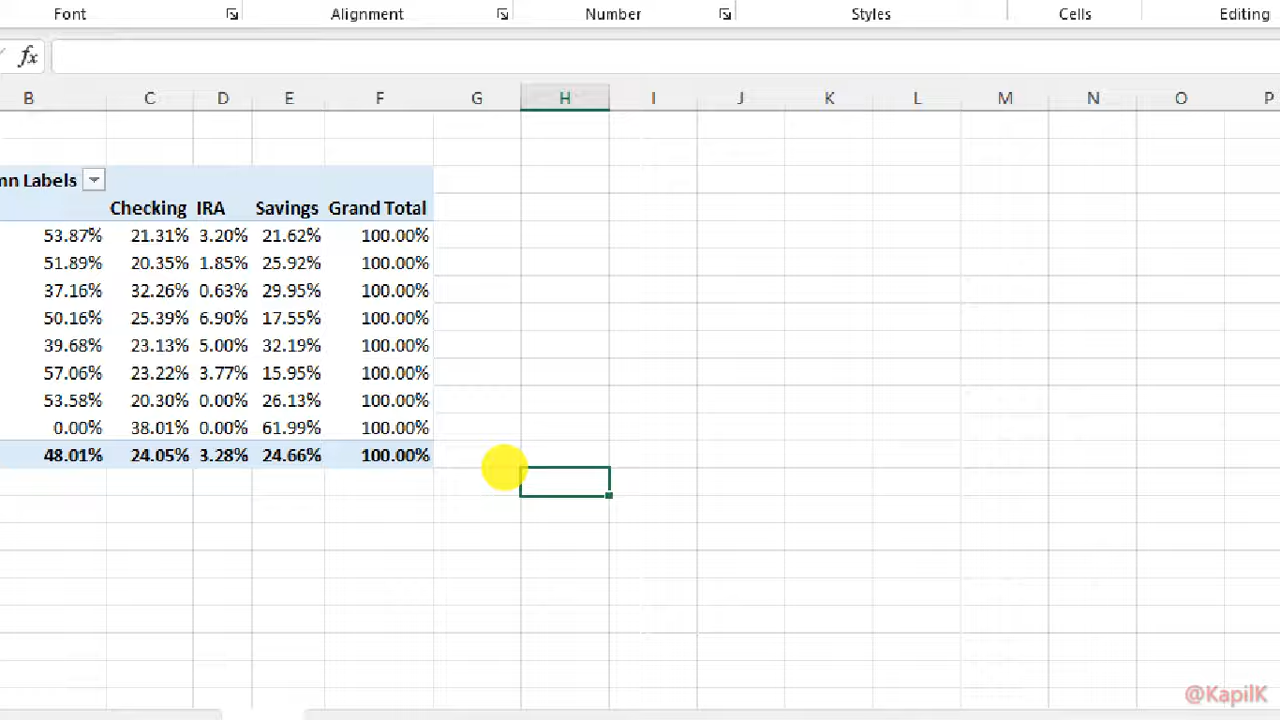 Font Alignment Number Styles Cells Editing
fx
B C D E F G H I J K L M N O P
mn Labels
Checking IRA Savings Grand Total
53.87% 21.31% 3.20% 21.62% 100.00%
51.89% 20.35% 1.85% 25.92% 100.00%
37.16% 32.26% 0.63% 29.95% 100.00%
50.16% 25.39% 6.90% 17.55% 100.00%
39.68% 23.13% 5.00% 32.19% 100.00%
57.06% 23.22% 3.77% 15.95% 100.00%
53.58% 20.30% 0.00% 26.13% 100.00%
0.00% 38.01% 0.00% 61.99% 100.00%
48.01% 24.05% 3.28% 24.66% 100.00%
@KapilK